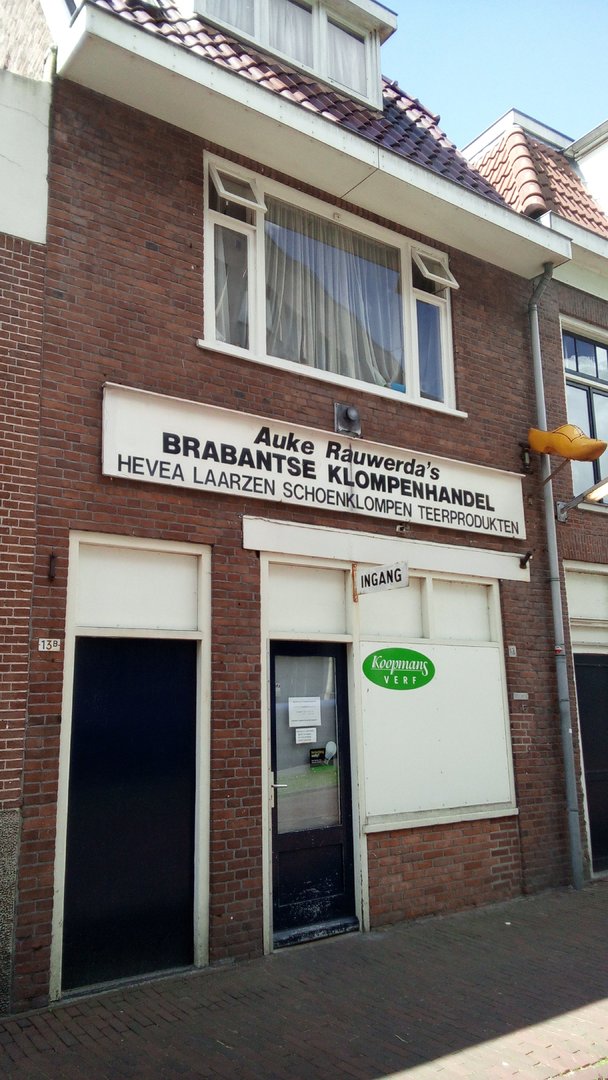 Auke Rauwerda's
BRABANTSE KLOMPENHANDEL
HEVEA LAARZEN SCHOENKLOMPEN TEERPRODUKTEN
INGANG
Koopmans
VERF
13B